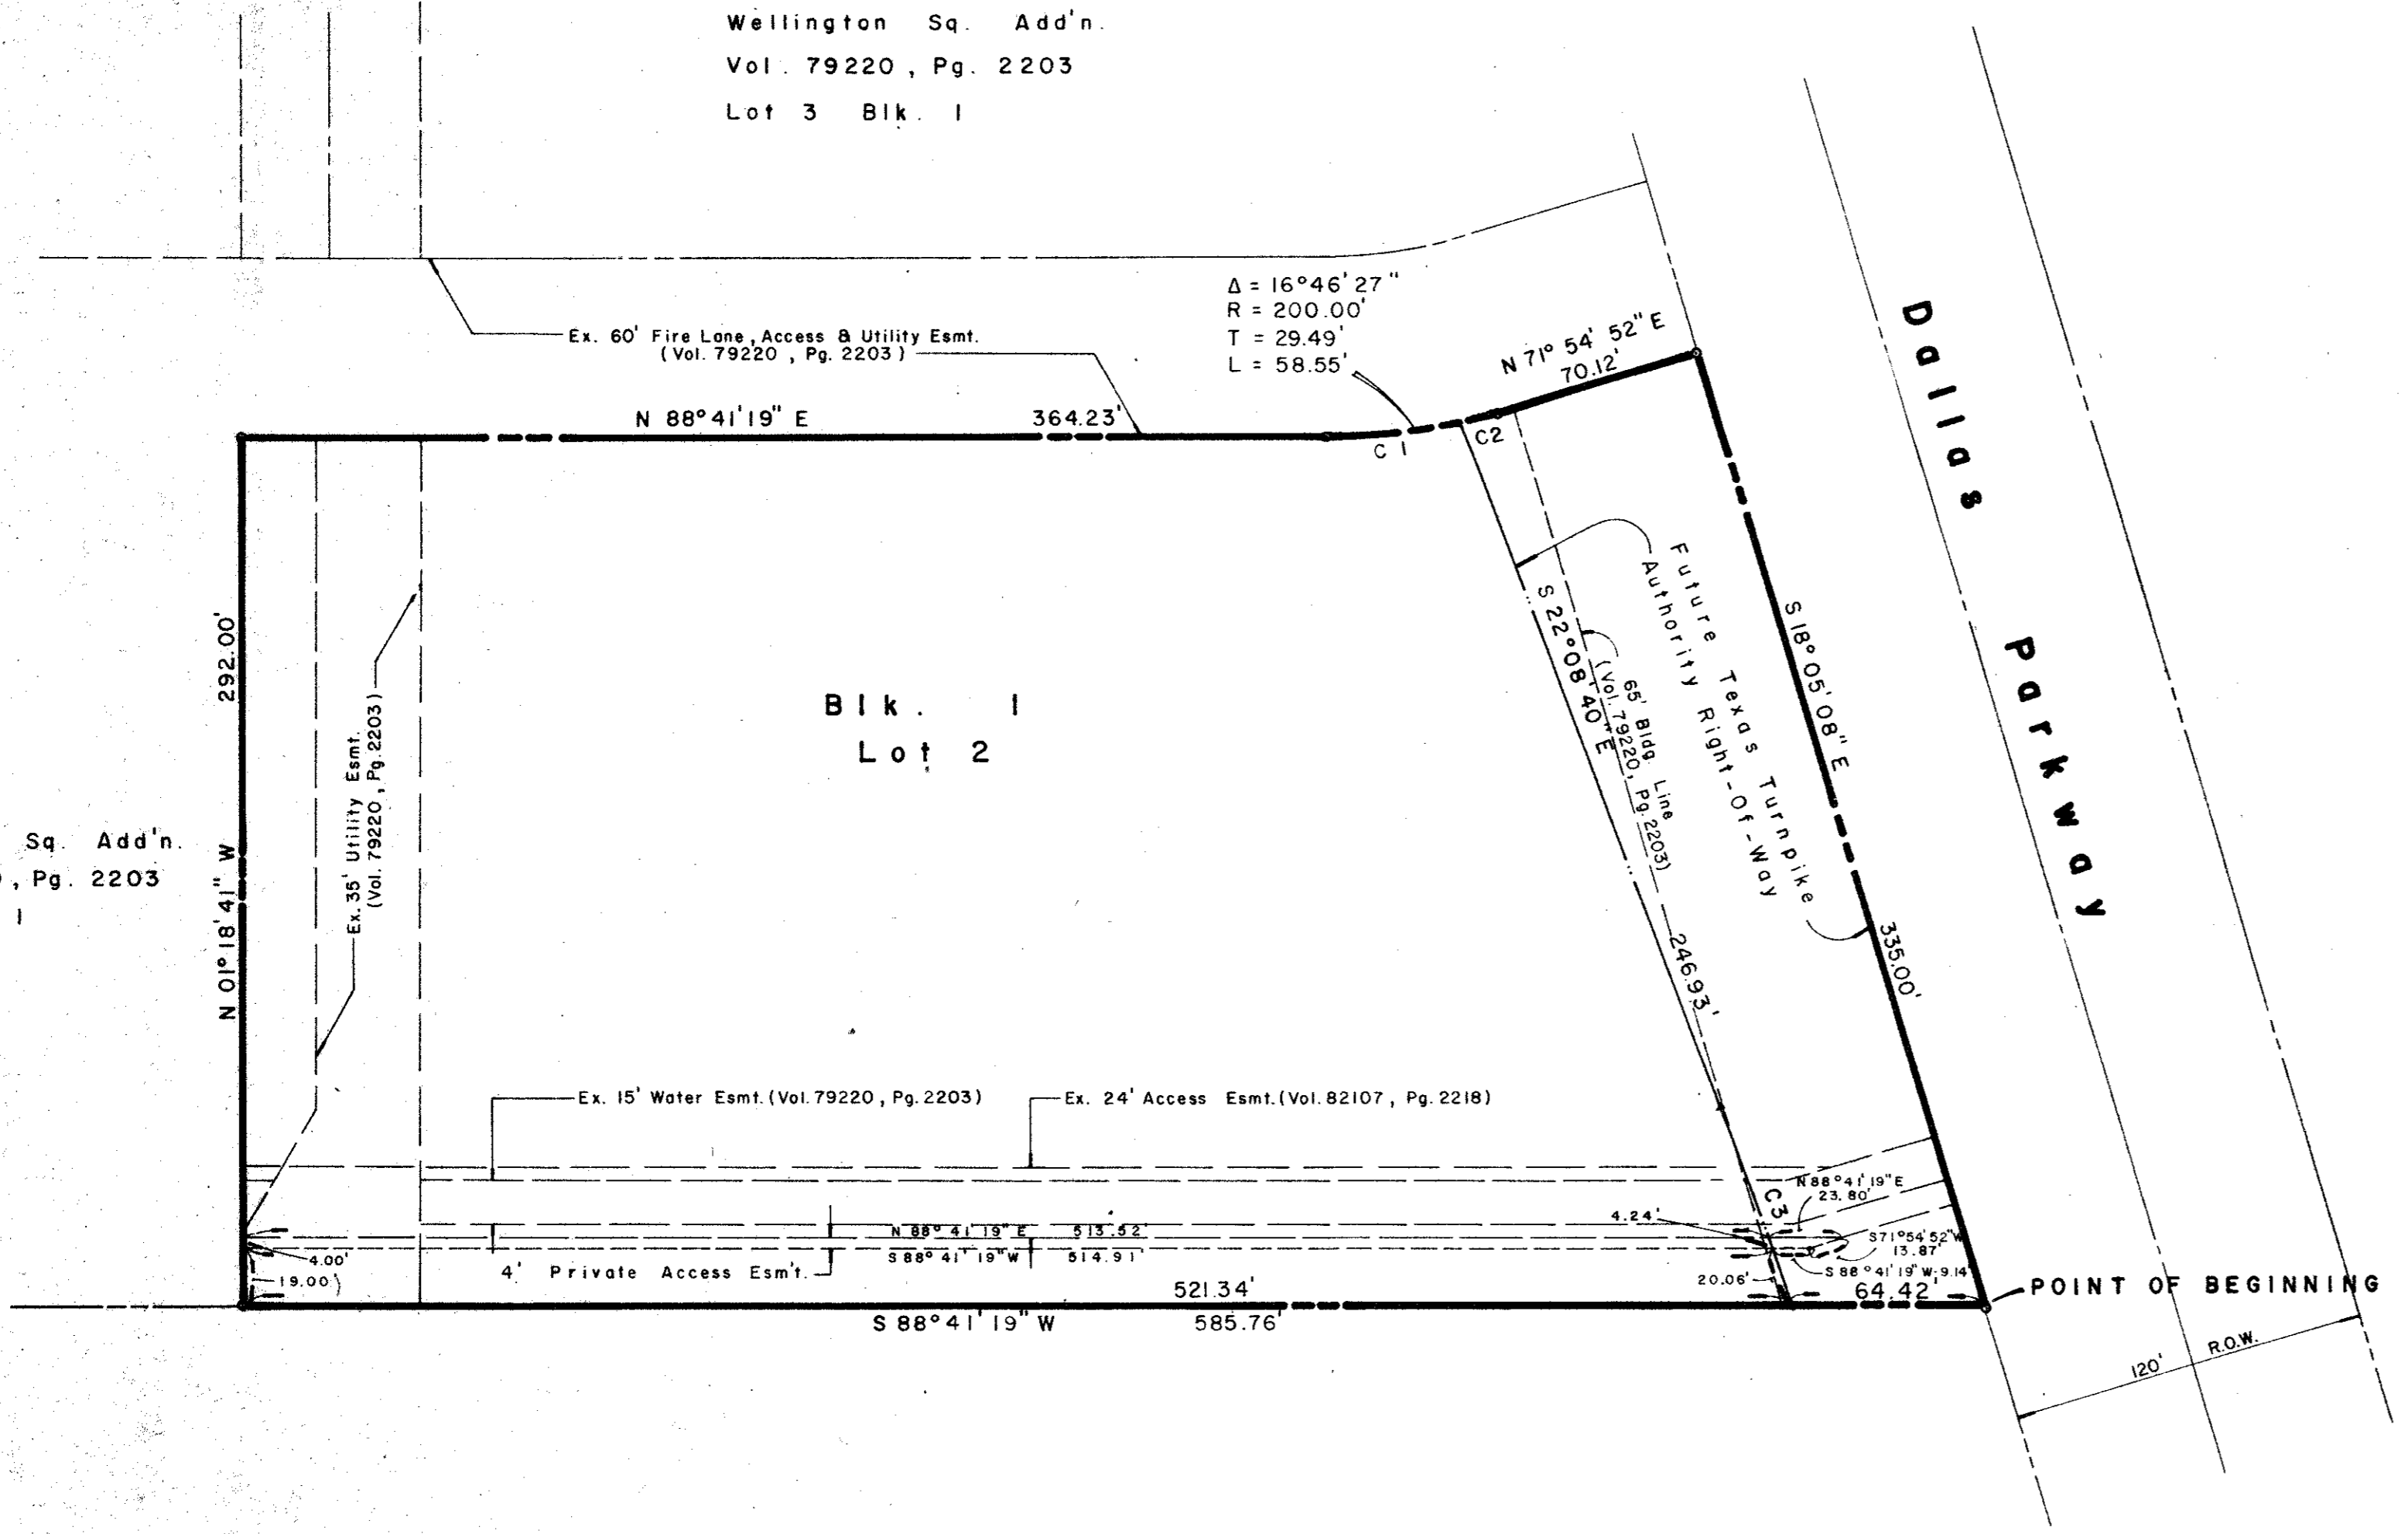 Wellington Sq. Add'n.
Vol. 79220, Pg. 2203
Lot 3 Blk. 1
Δ = 16°46'27"
R = 200.00'
T = 29.49'
L = 58.55'
Ex. 60' Fire Lane, Access & Utility Esmt.
(Vol. 79220, Pg. 2203)
N 71° 54' 52" E
70.12'
N 88°41'19" E 364.23'
C 1
C2
Dallas Parkway
Future Texas Turnpike
Authority Right-Of-Way
S 18° 05' 08" E
335.00'
S 22°08'40" E
246.93'
65' Bldg. Line
(Vol. 79220, Pg. 2203)
292.00'
N 01° 18' 41" W
Ex. 35' Utility Esmt.
(Vol. 79220, Pg. 2203)
Blk. 1
Lot 2
Sq. Add'n.
, Pg. 2203
1
Ex. 15' Water Esmt. (Vol. 79220, Pg. 2203)
Ex. 24' Access Esmt. (Vol. 82107, Pg. 2218)
N 88°41'19" E
23.80'
C3
4.24'
N 88° 41' 19" E 513.52'
S 88° 41' 19" W 514.91'
S 71°54'52" W
13.87'
S 88°41'19" W 9.14'
4.00'
19.00'
4' Private Access Esm't.
20.06'
521.34'
64.42'
POINT OF BEGINNING
S 88°41'19" W 585.76'
120' R.O.W.